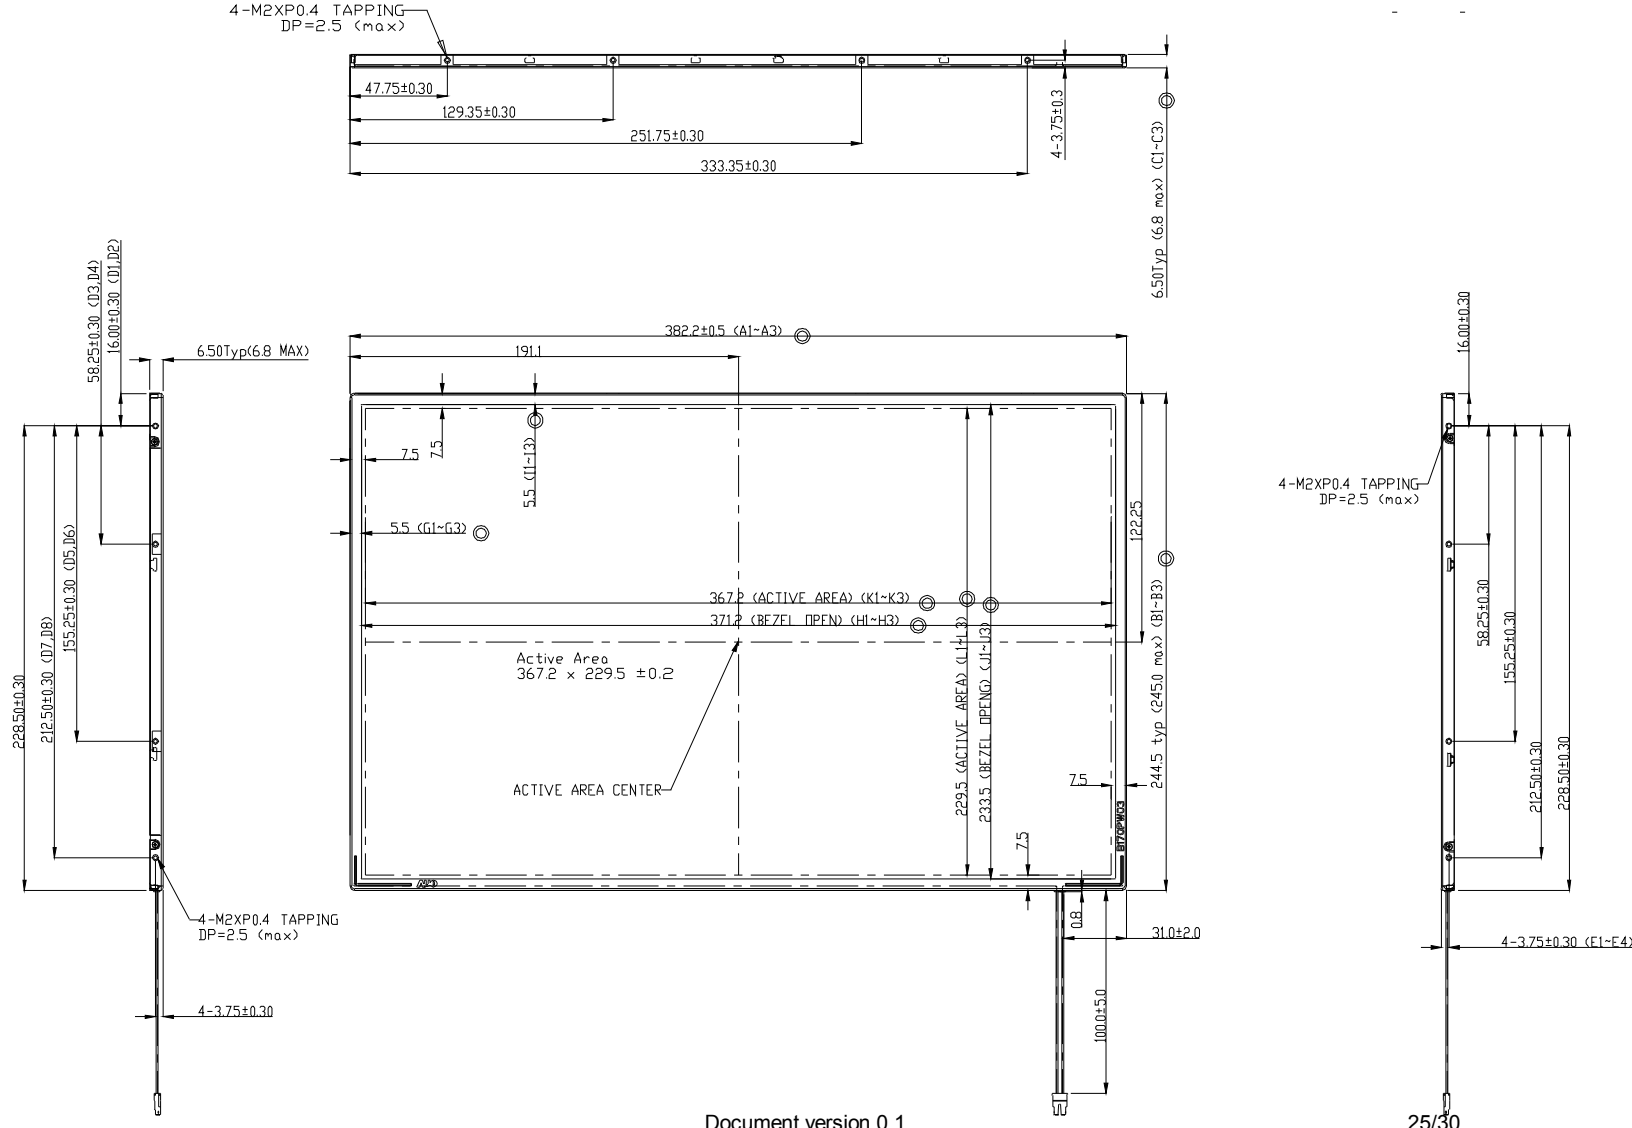 4-M2XP0.4 TAPPING
DP=2.5 (max)
47.75±0.30
129.35±0.30
251.75±0.30
333.35±0.30
4-3.75±0.3
6.50Typ (6.8 max) (C1~C3)
58.25±0.30 (D3,D4)
16.00±0.30 (D1,D2)
6.50Typ(6.8 MAX)
228.50±0.30
212.50±0.30 (D7,D8)
155.25±0.30 (D5,D6)
4-M2XP0.4 TAPPING
DP=2.5 (max)
4-3.75±0.30
382.2±0.5 (A1~A3)
191.1
7.5
7.5
5.5 (I1~I3)
5.5 (G1~G3)
122.25
244.5 typ (245.0 max) (B1~B3)
367.2 (ACTIVE AREA) (K1~K3)
371.2 (BEZEL OPEN) (H1~H3)
Active Area
367.2 x 229.5 ±0.2
229.5 (ACTIVE AREA) (L1~L3)
233.5 (BEZEL OPENG) (J1~J3)
ACTIVE AREA CENTER
7.5
7.5
B170PW03
AUO
0.8
31.0±2.0
100.0±5.0
16.00±0.30
4-M2XP0.4 TAPPING
DP=2.5 (max)
58.25±0.30
155.25±0.30
212.50±0.30
228.50±0.30
4-3.75±0.30 (E1~E4)
Document version 0.1
25/30